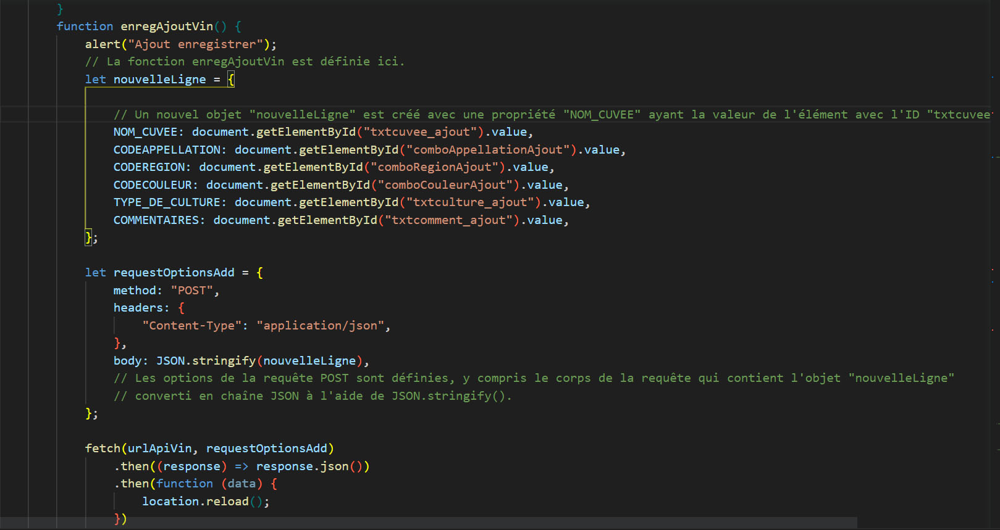 }
function enregAjoutVin() {
alert("Ajout enregistrer");
// La fonction enregAjoutVin est définie ici.
let nouvelleLigne = {
// Un nouvel objet "nouvelleLigne" est créé avec une propriété "NOM_CUVEE" ayant la valeur de l'élément avec l'ID "txtcuvee
NOM_CUVEE: document.getElementById("txtcuvee_ajout").value,
CODEAPPELLATION: document.getElementById("comboAppellationAjout").value,
CODEREGION: document.getElementById("comboRegionAjout").value,
CODECOULEUR: document.getElementById("comboCouleurAjout").value,
TYPE_DE_CULTURE: document.getElementById("txtculture_ajout").value,
COMMENTAIRES: document.getElementById("txtcomment_ajout").value,
};
let requestOptionsAdd = {
method: "POST",
headers: {
"Content-Type": "application/json",
},
body: JSON.stringify(nouvelleLigne),
// Les options de la requête POST sont définies, y compris le corps de la requête qui contient l'objet "nouvelleLigne"
// converti en chaîne JSON à l'aide de JSON.stringify().
};
fetch(urlApiVin, requestOptionsAdd)
.then((response) => response.json())
.then(function (data) {
location.reload();
})